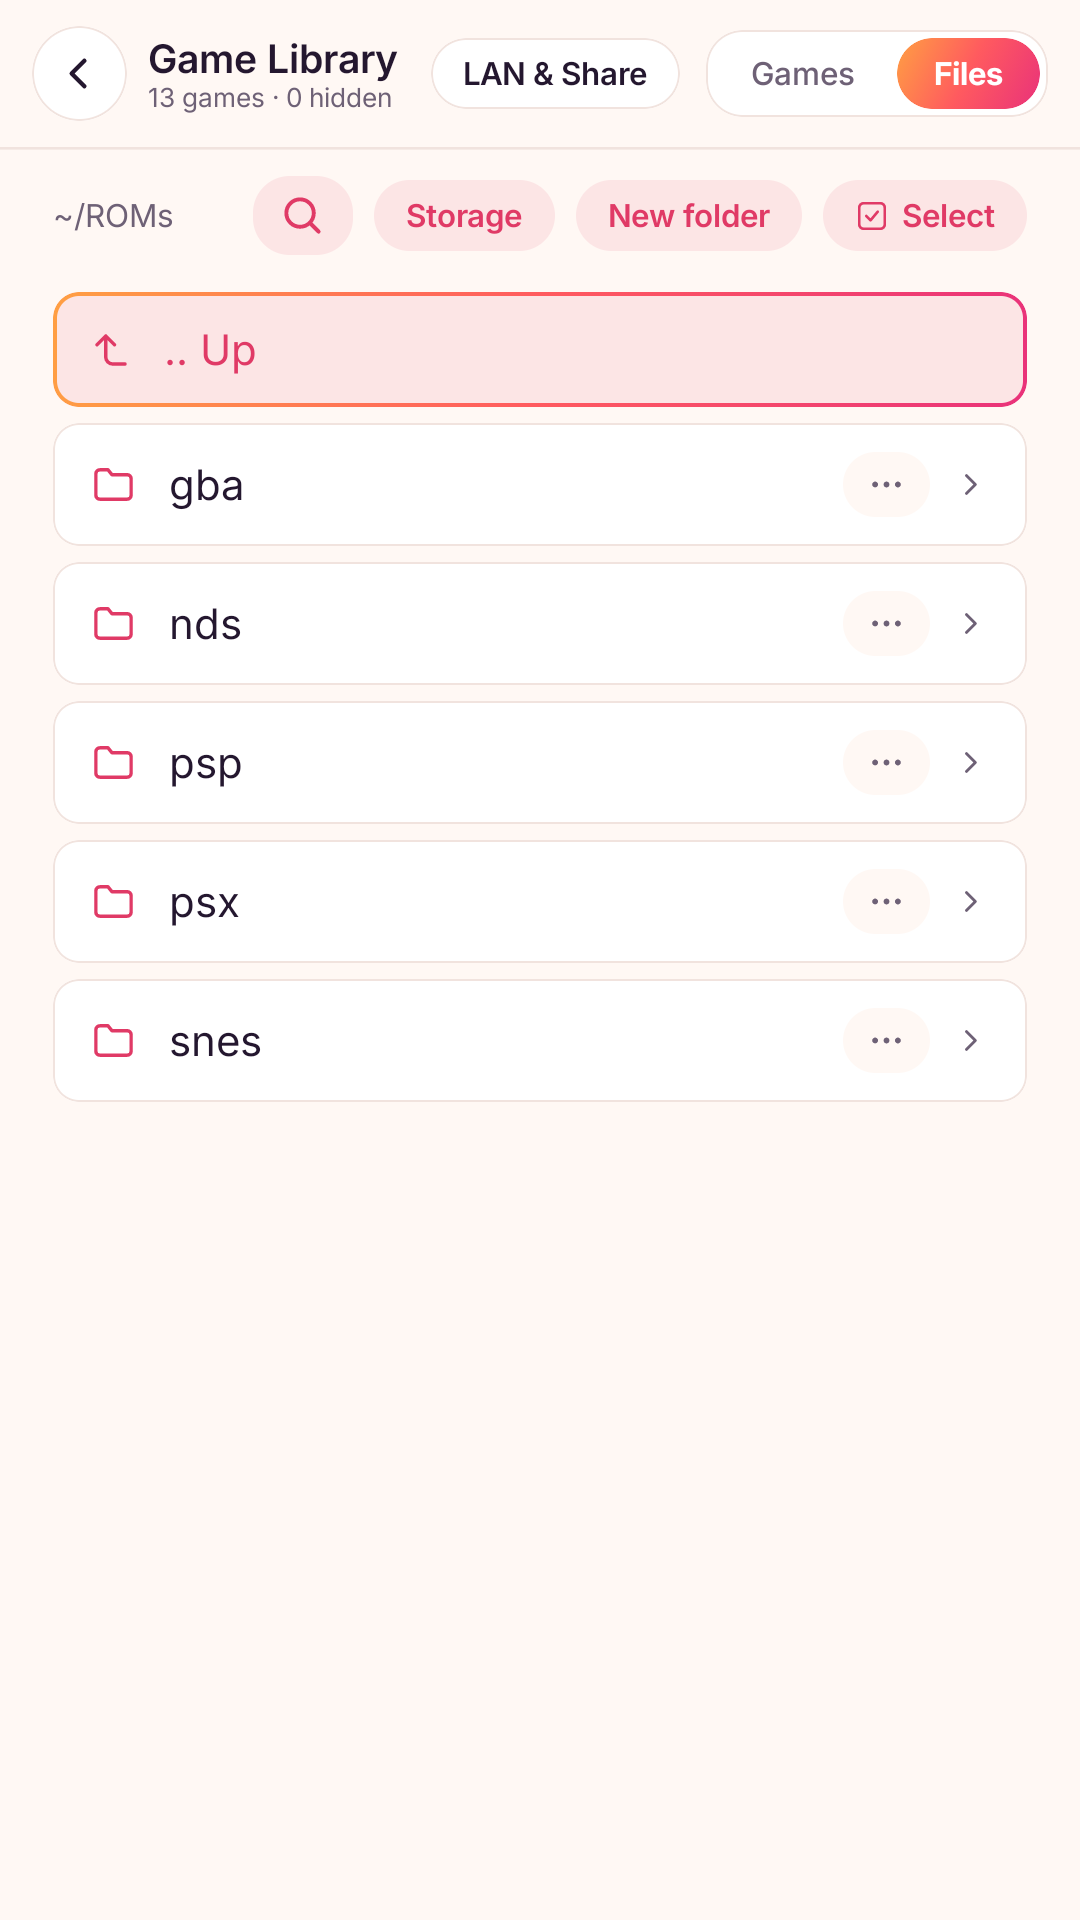 Game Library
13 games · 0 hidden
LAN & Share
Games
Files
~/ROMs
Storage
New folder
Select
.. Up
gba
nds
psp
psx
snes